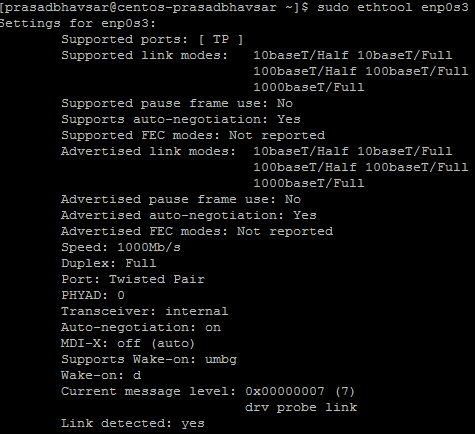 [prasadbhavsar@centos-prasadbhavsar ~]$ sudo ethtool enp0s3
Settings for enp0s3:
Supported ports: [ TP ]
Supported link modes:   10baseT/Half 10baseT/Full
100baseT/Half 100baseT/Full
1000baseT/Full
Supported pause frame use: No
Supports auto-negotiation: Yes
Supported FEC modes: Not reported
Advertised link modes:  10baseT/Half 10baseT/Full
100baseT/Half 100baseT/Full
1000baseT/Full
Advertised pause frame use: No
Advertised auto-negotiation: Yes
Advertised FEC modes: Not reported
Speed: 1000Mb/s
Duplex: Full
Port: Twisted Pair
PHYAD: 0
Transceiver: internal
Auto-negotiation: on
MDI-X: off (auto)
Supports Wake-on: umbg
Wake-on: d
Current message level: 0x00000007 (7)
drv probe link
Link detected: yes